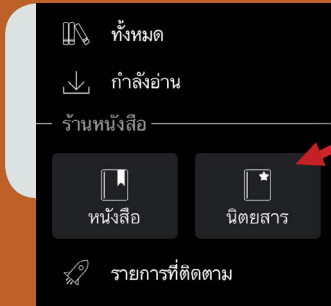 ทั้งหมด
กำลังอ่าน
ร้านหนังสือ
หนังสือ นิตยสาร
รายการที่ติดตาม